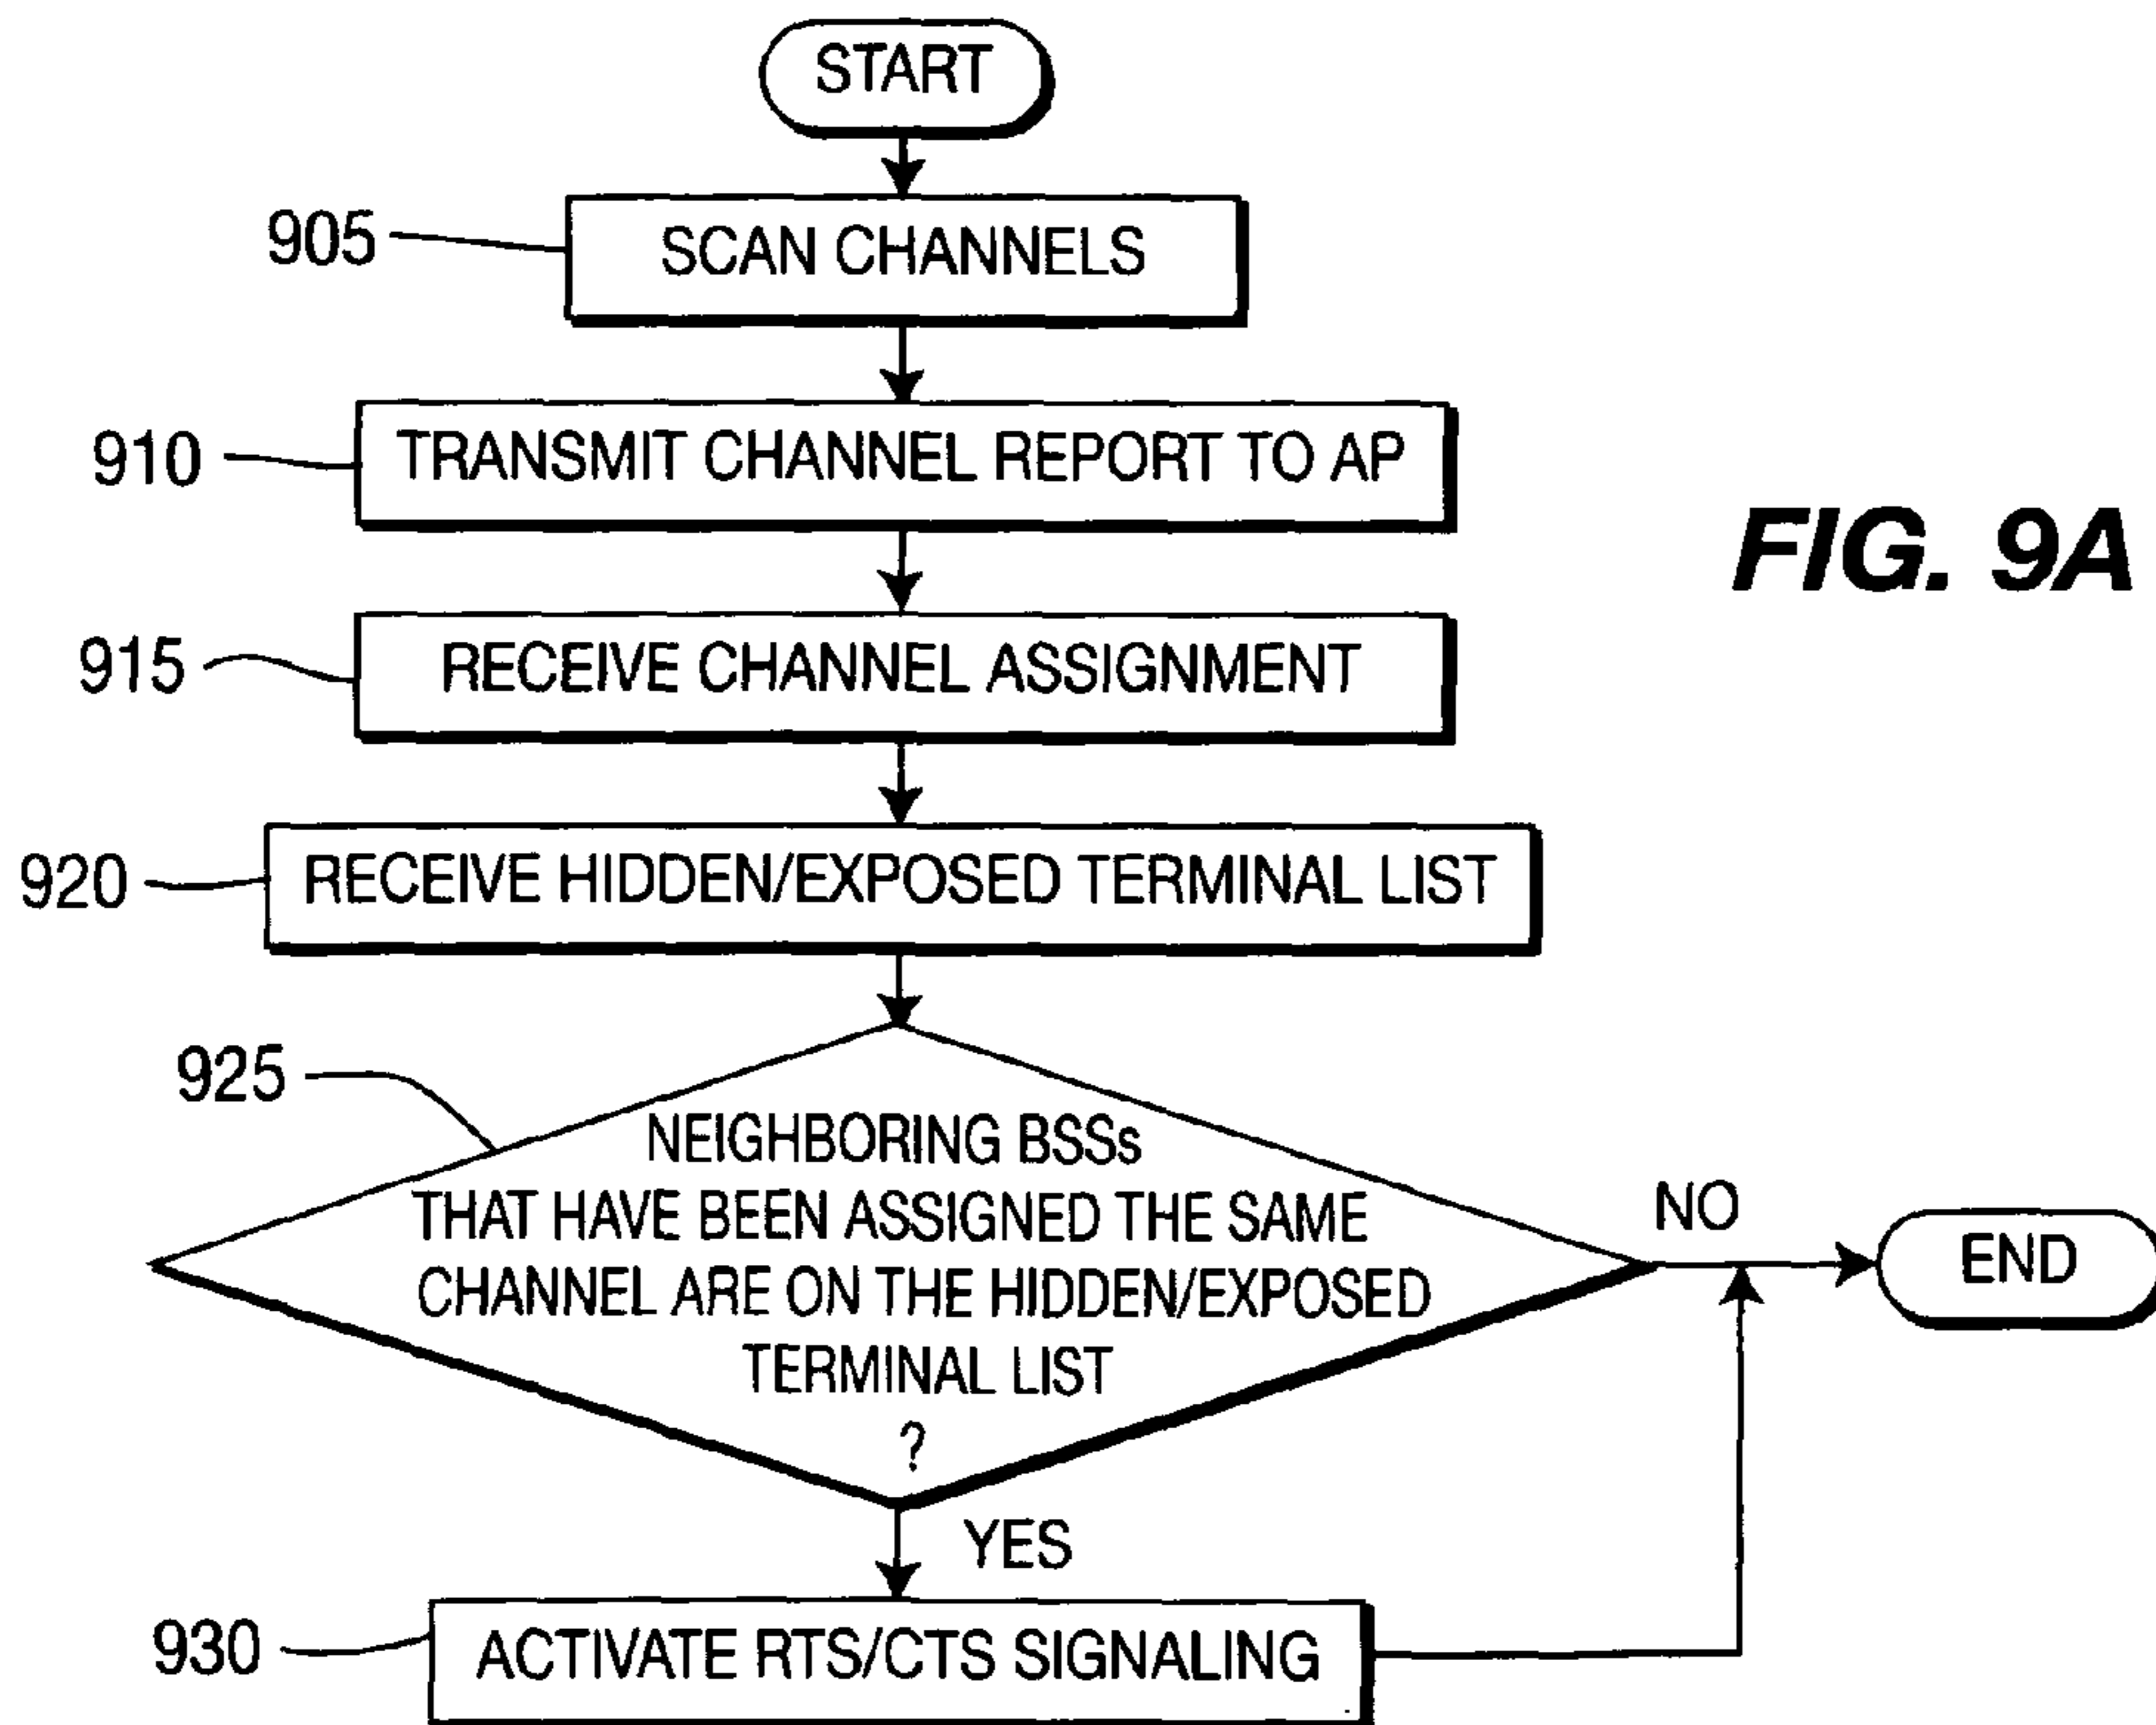 START
905
SCAN CHANNELS
910
TRANSMIT CHANNEL REPORT TO AP
FIG. 9A
915
RECEIVE CHANNEL ASSIGNMENT
920
RECEIVE HIDDEN/EXPOSED TERMINAL LIST
925
NEIGHBORING BSSs
THAT HAVE BEEN ASSIGNED THE SAME
CHANNEL ARE ON THE HIDDEN/EXPOSED
TERMINAL LIST
?
NO
END
YES
930
ACTIVATE RTS/CTS SIGNALING